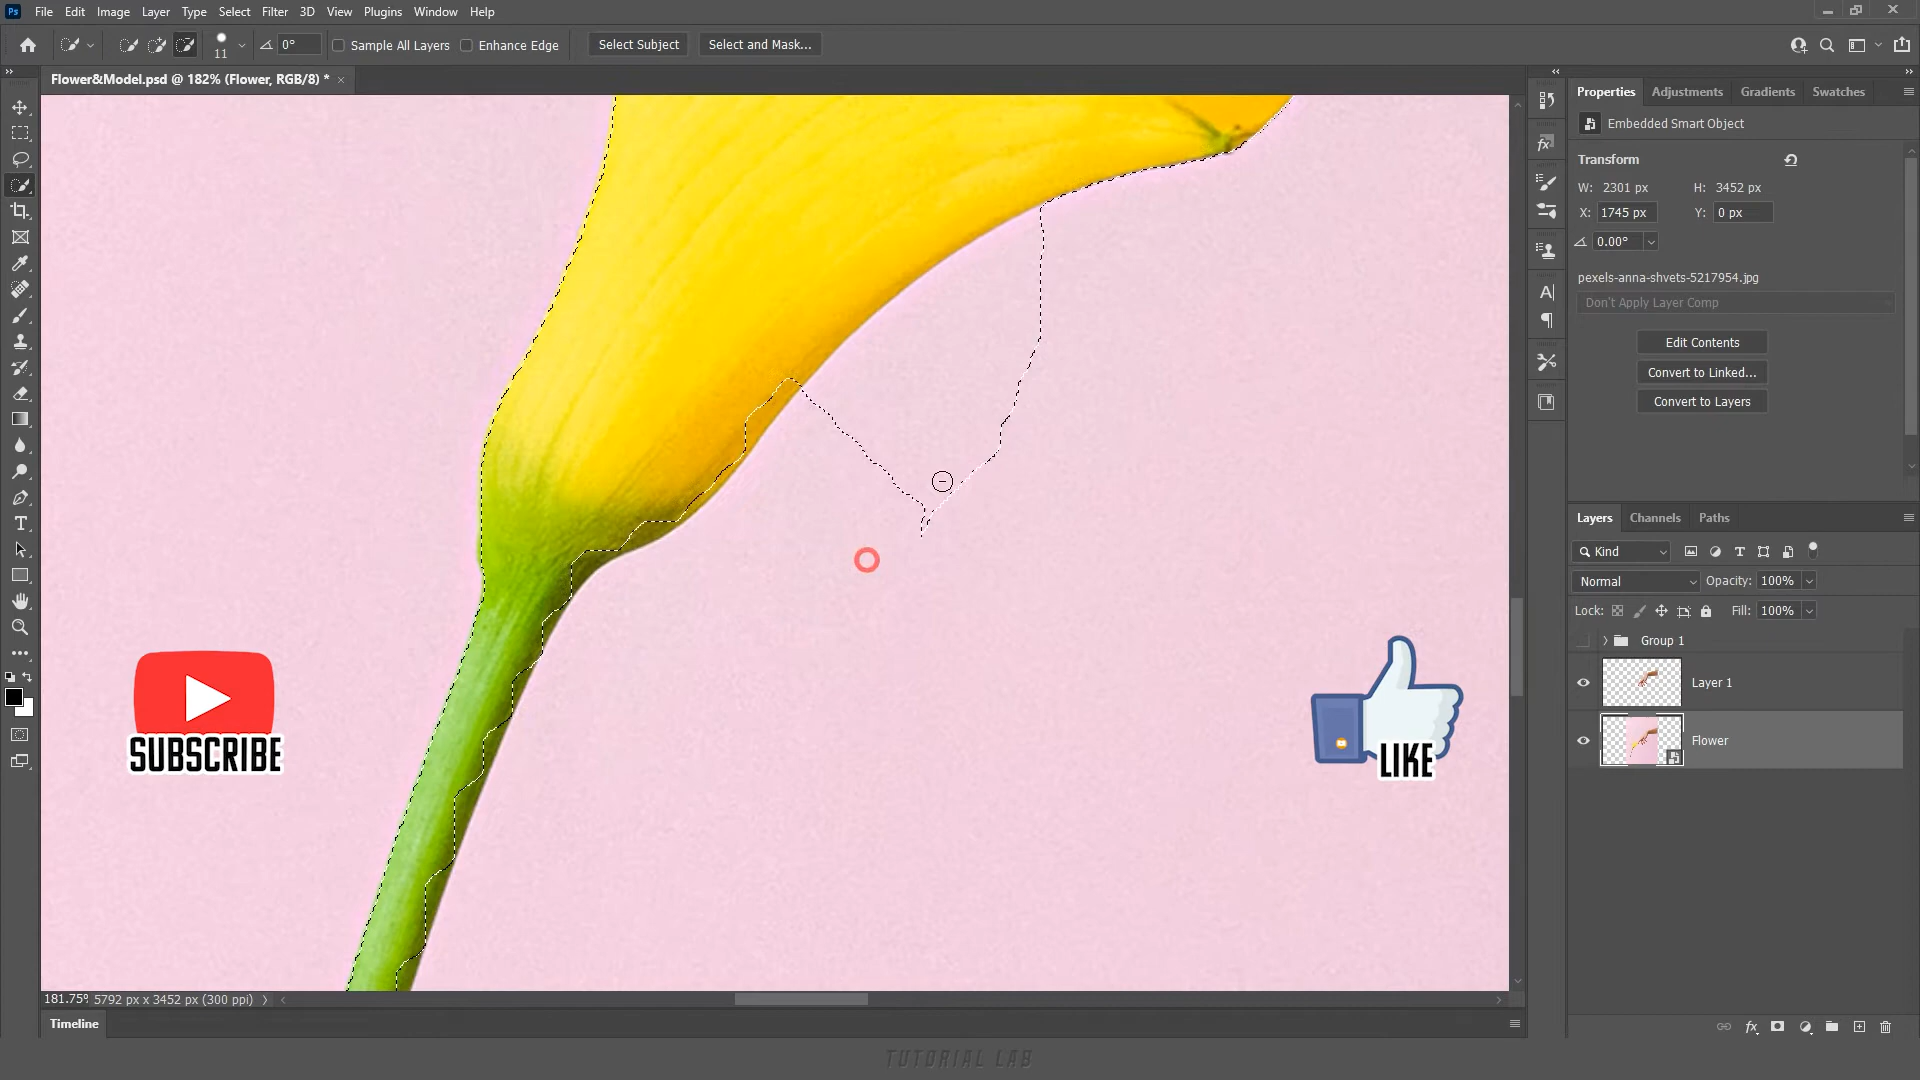 Ps File Edit Image Layer Type Select Filter 3D View Plugins Window Help
11 0° Sample All Layers Enhance Edge Select Subject Select and Mask...
Flower&Model.psd @ 182% (Flower, RGB/8) * ×
Properties Adjustments Gradients Swatches
Embedded Smart Object
Transform
W: 2301 px H: 3452 px
X: 1745 px Y: 0 px
0.00°
pexels-anna-shvets-5217954.jpg
Don't Apply Layer Comp
Edit Contents
Convert to Linked...
Convert to Layers
Layers Channels Paths
Kind
Normal Opacity: 100%
Lock: Fill: 100%
Group 1
Layer 1
Flower
SUBSCRIBE
LIKE
181.75% 5792 px x 3452 px (300 ppi)
Timeline
TUTORIAL LAB